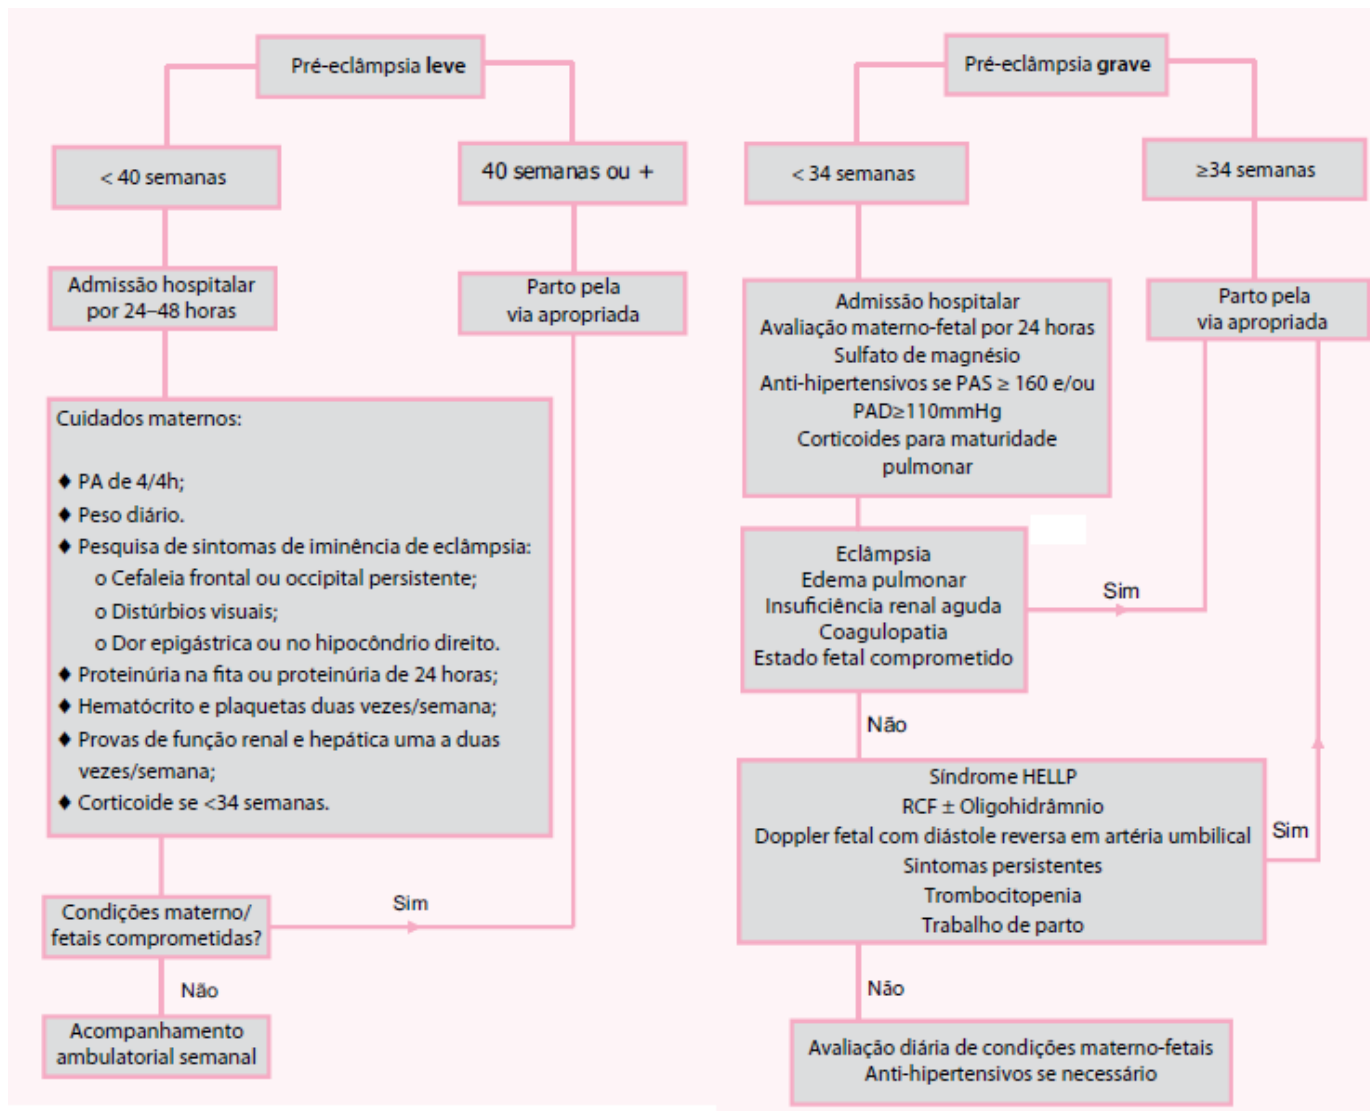 Pré-eclâmpsia leve
< 40 semanas
40 semanas ou +
Admissão hospitalar
por 24–48 horas
Parto pela
via apropriada
Cuidados maternos:
♦ PA de 4/4h;
♦ Peso diário.
♦ Pesquisa de sintomas de iminência de eclâmpsia:
o Cefaleia frontal ou occipital persistente;
o Distúrbios visuais;
o Dor epigástrica ou no hipocôndrio direito.
♦ Proteinúria na fita ou proteinúria de 24 horas;
♦ Hematócrito e plaquetas duas vezes/semana;
♦ Provas de função renal e hepática uma a duas
vezes/semana;
♦ Corticoide se <34 semanas.
Condições materno/
fetais comprometidas?
Sim
Não
Acompanhamento
ambulatorial semanal
Pré-eclâmpsia grave
< 34 semanas
≥34 semanas
Admissão hospitalar
Avaliação materno-fetal por 24 horas
Sulfato de magnésio
Anti-hipertensivos se PAS ≥ 160 e/ou
PAD≥110mmHg
Corticoides para maturidade
pulmonar
Parto pela
via apropriada
Eclâmpsia
Edema pulmonar
Insuficiência renal aguda
Coagulopatia
Estado fetal comprometido
Sim
Não
Síndrome HELLP
RCF ± Oligohidrâmnio
Doppler fetal com diástole reversa em artéria umbilical
Sintomas persistentes
Trombocitopenia
Trabalho de parto
Sim
Não
Avaliação diária de condições materno-fetais
Anti-hipertensivos se necessário